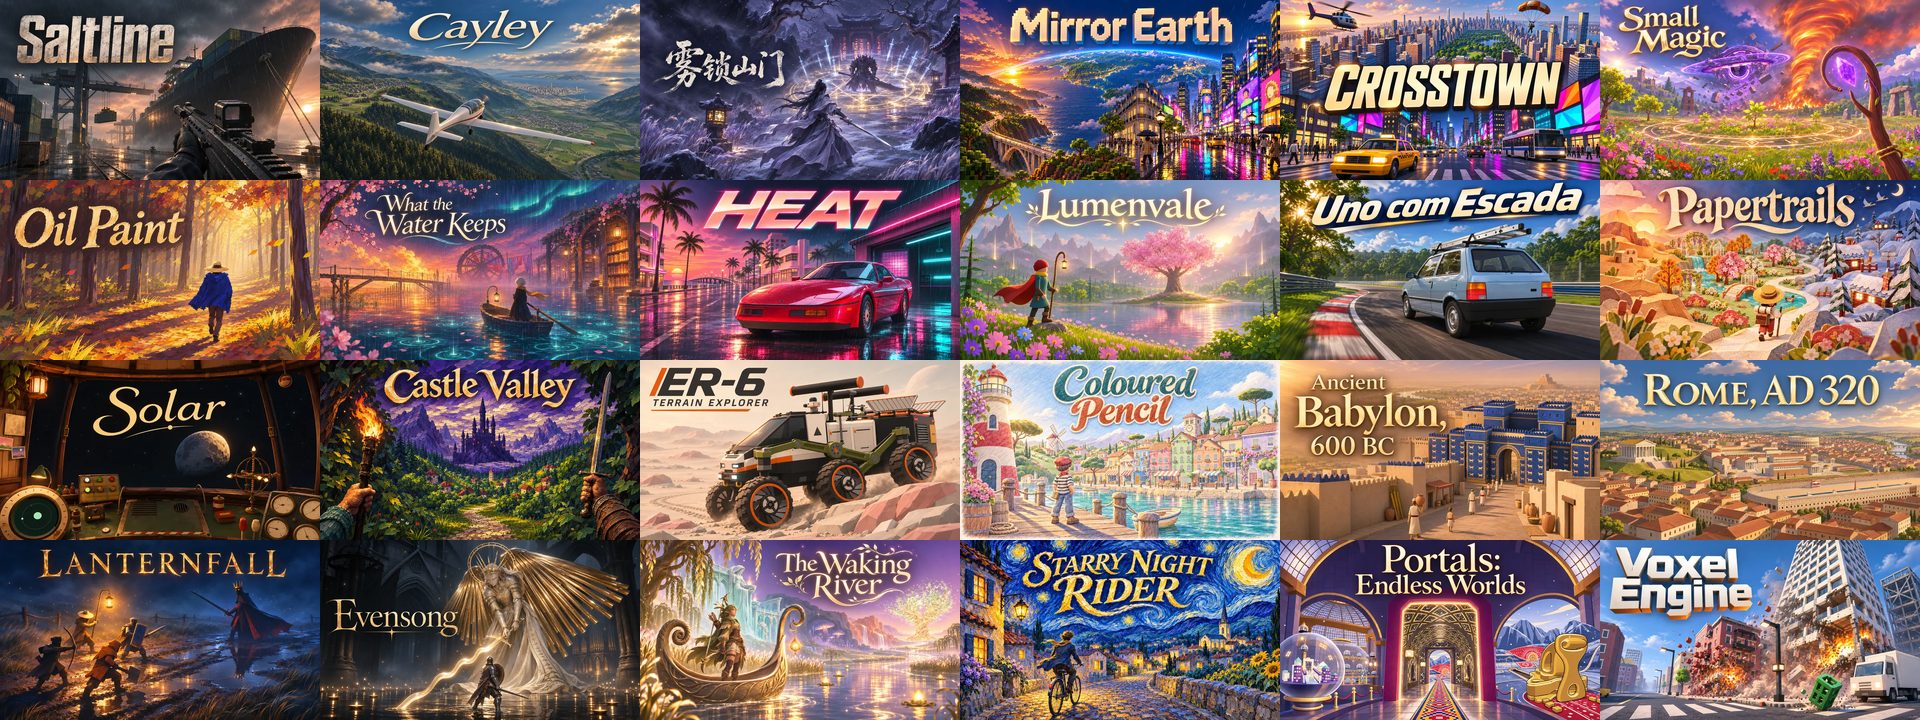 Saltline
Cayley
雾锁山门
Mirror Earth
CROSSTOWN
Small
Magic
Oil Paint
What the
Water Keeps
HEAT
Lumenvale
Uno com Escada
Papertrails
Solar
Castle Valley
ER-6
TERRAIN EXPLORER
Coloured
Pencil
Ancient
Babylon,
600 BC
ROME, AD 320
LANTERNFALL
Evensong
The Waking
River
STARRY NIGHT
RIDER
Portals:
Endless Worlds
Voxel
Engine